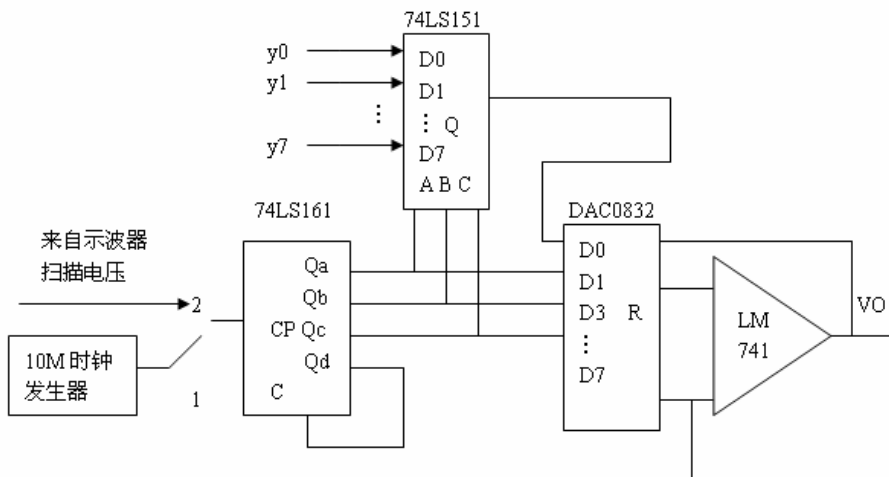 74LS151
y0
D0
y1
D1
⋮
⋮ Q
y7
D7
A B C
74LS161
DAC0832
来自示波器
扫描电压
Qa
D0
Qb
D1
2
CP Qc
D3 R
LM
741
VO
10M 时钟
发生器
Qd
⋮
D7
1
C